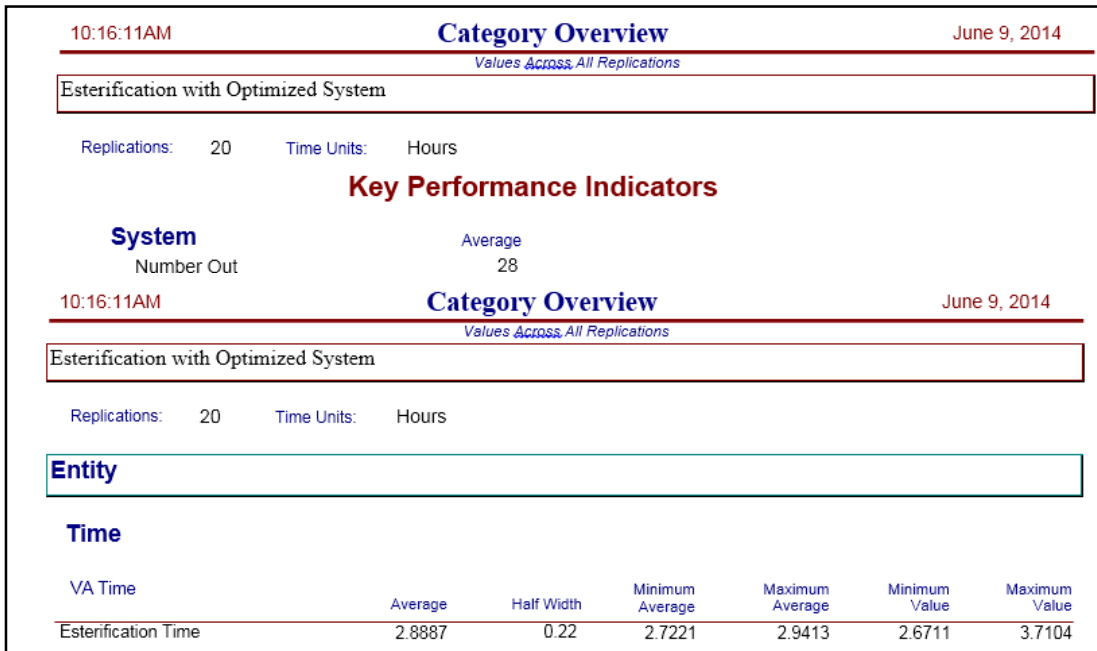 10:16:11AM Category Overview June 9, 2014
Values Across All Replications
Esterification with Optimized System
Replications: 20 Time Units: Hours
Key Performance Indicators
System Average
Number Out 28
10:16:11AM Category Overview June 9, 2014
Values Across All Replications
Esterification with Optimized System
Replications: 20 Time Units: Hours
Entity
Time
VA Time Average Half Width Minimum Average Maximum Average Minimum Value Maximum Value
Esterification Time 2.8887 0.22 2.7221 2.9413 2.6711 3.7104